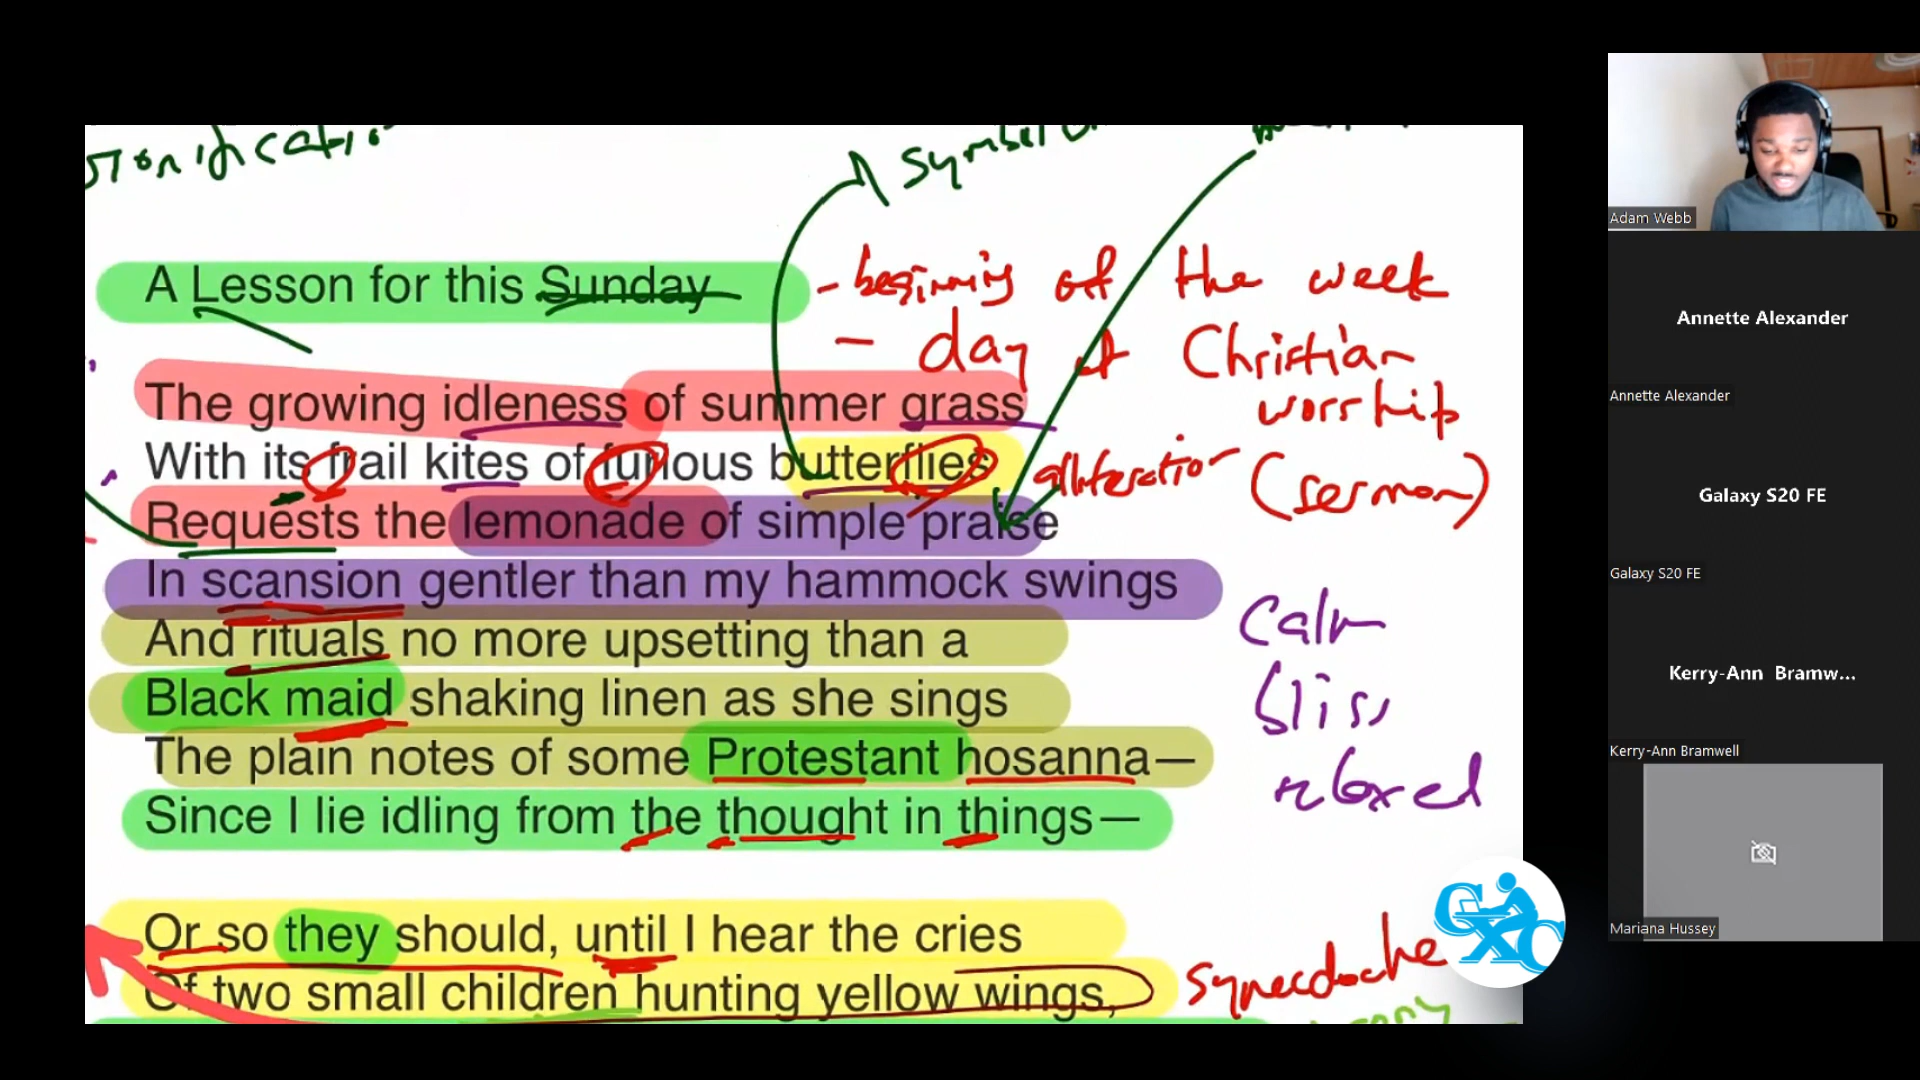 A Lesson for this Sunday
- beginning of the week
- day of Christian
worship
(sermon)
The growing idleness of summer grass
With its frail kites of furious butterflies
alliteration
Requests the lemonade of simple praise
In scansion gentler than my hammock swings
And rituals no more upsetting than a
Black maid shaking linen as she sings
The plain notes of some Protestant hosanna—
Since I lie idling from the thought in things—
calm
bliss
relaxed
Or so they should, until I hear the cries
Of two small children hunting yellow wings,
synecdoche
CXC
Adam Webb
Annette Alexander
Annette Alexander
Galaxy S20 FE
Galaxy S20 FE
Kerry-Ann Bramw...
Kerry-Ann Bramwell
Mariana Hussey